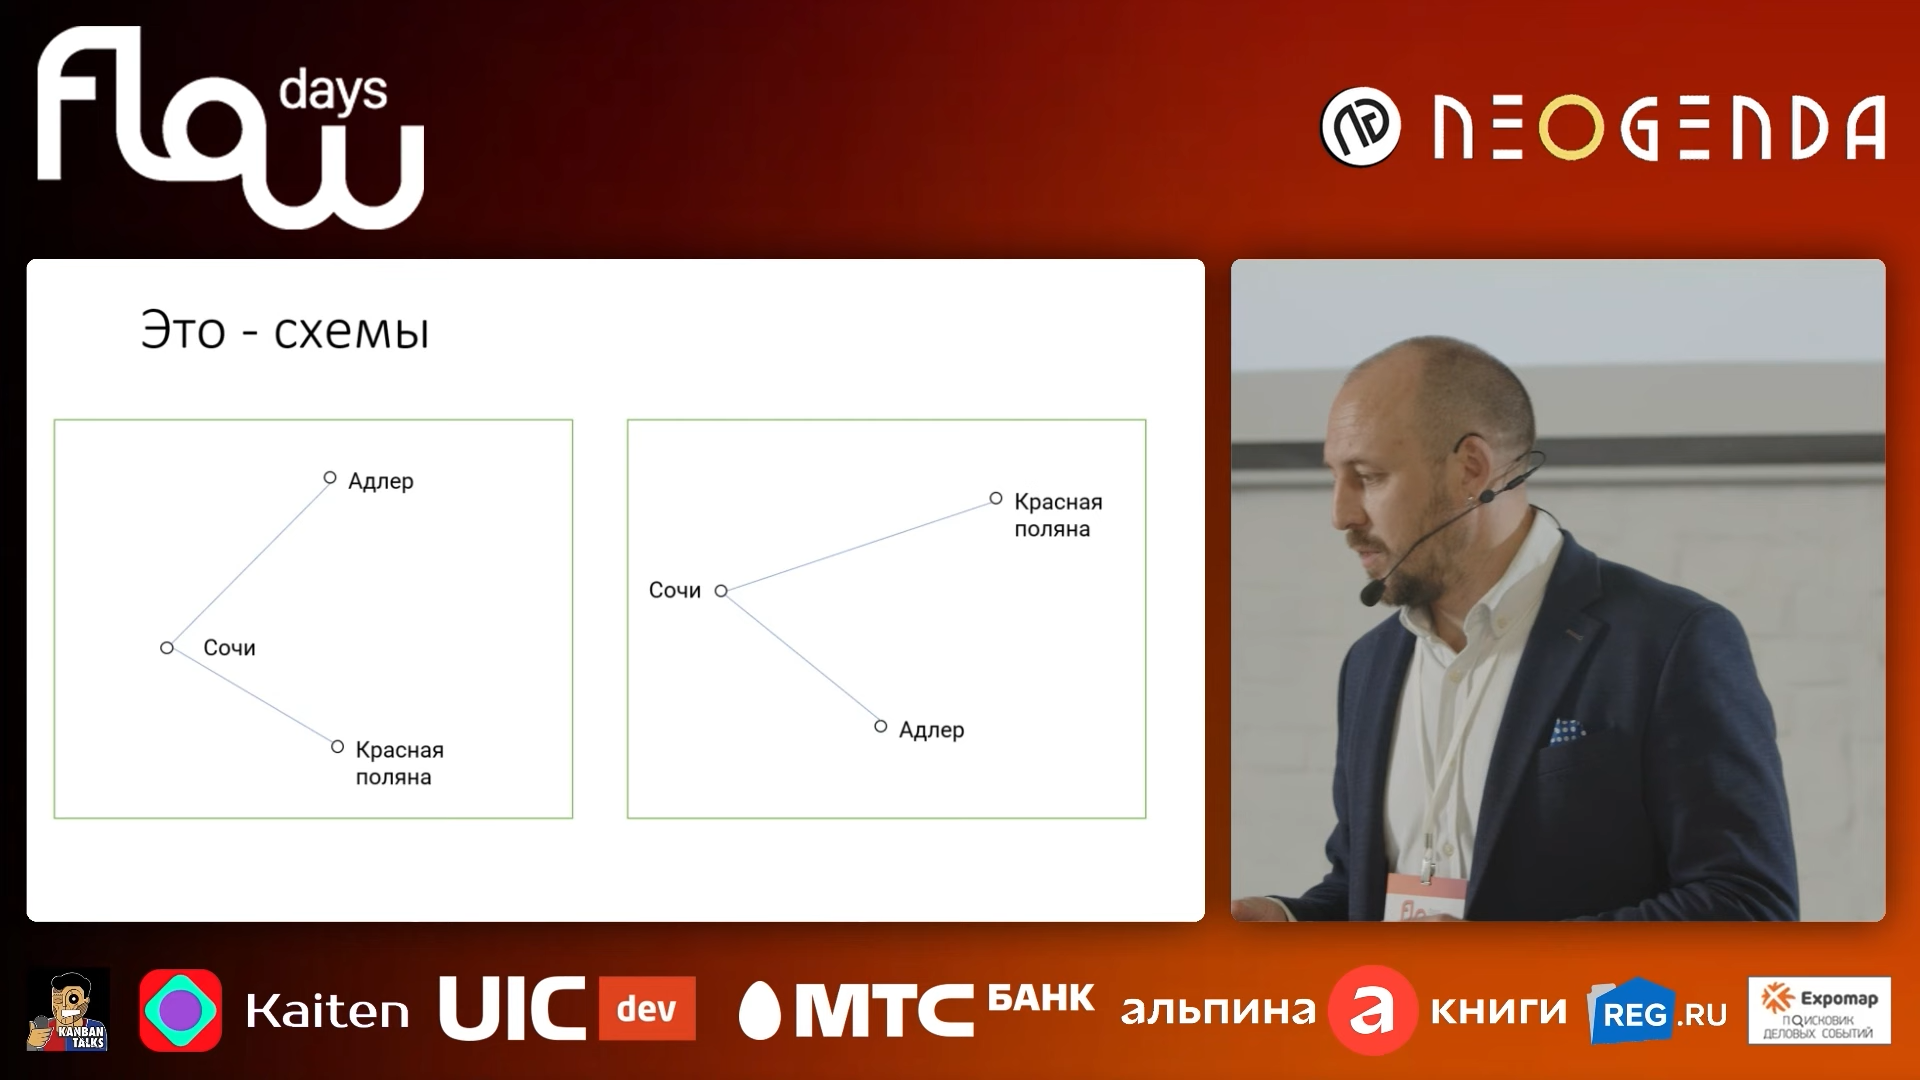 flow
days
NEOGENDA
Это - схемы
Адлер
Сочи
Красная
поляна
Красная
поляна
Сочи
Адлер
KANBAN
TALKS
Kaiten
UIC dev
МТС БАНК
альпина а книги
REG.RU
Expomap
ПОИСКОВИК
ДЕЛОВЫХ СОБЫТИЙ